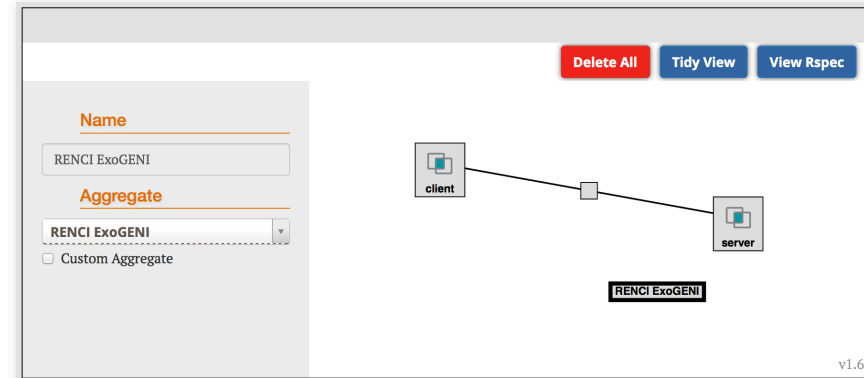 Delete All Tidy View View Rspec
Name
RENCI ExoGENI
Aggregate
RENCI ExoGENI
Custom Aggregate
client
server
RENCI ExoGENI
v1.6